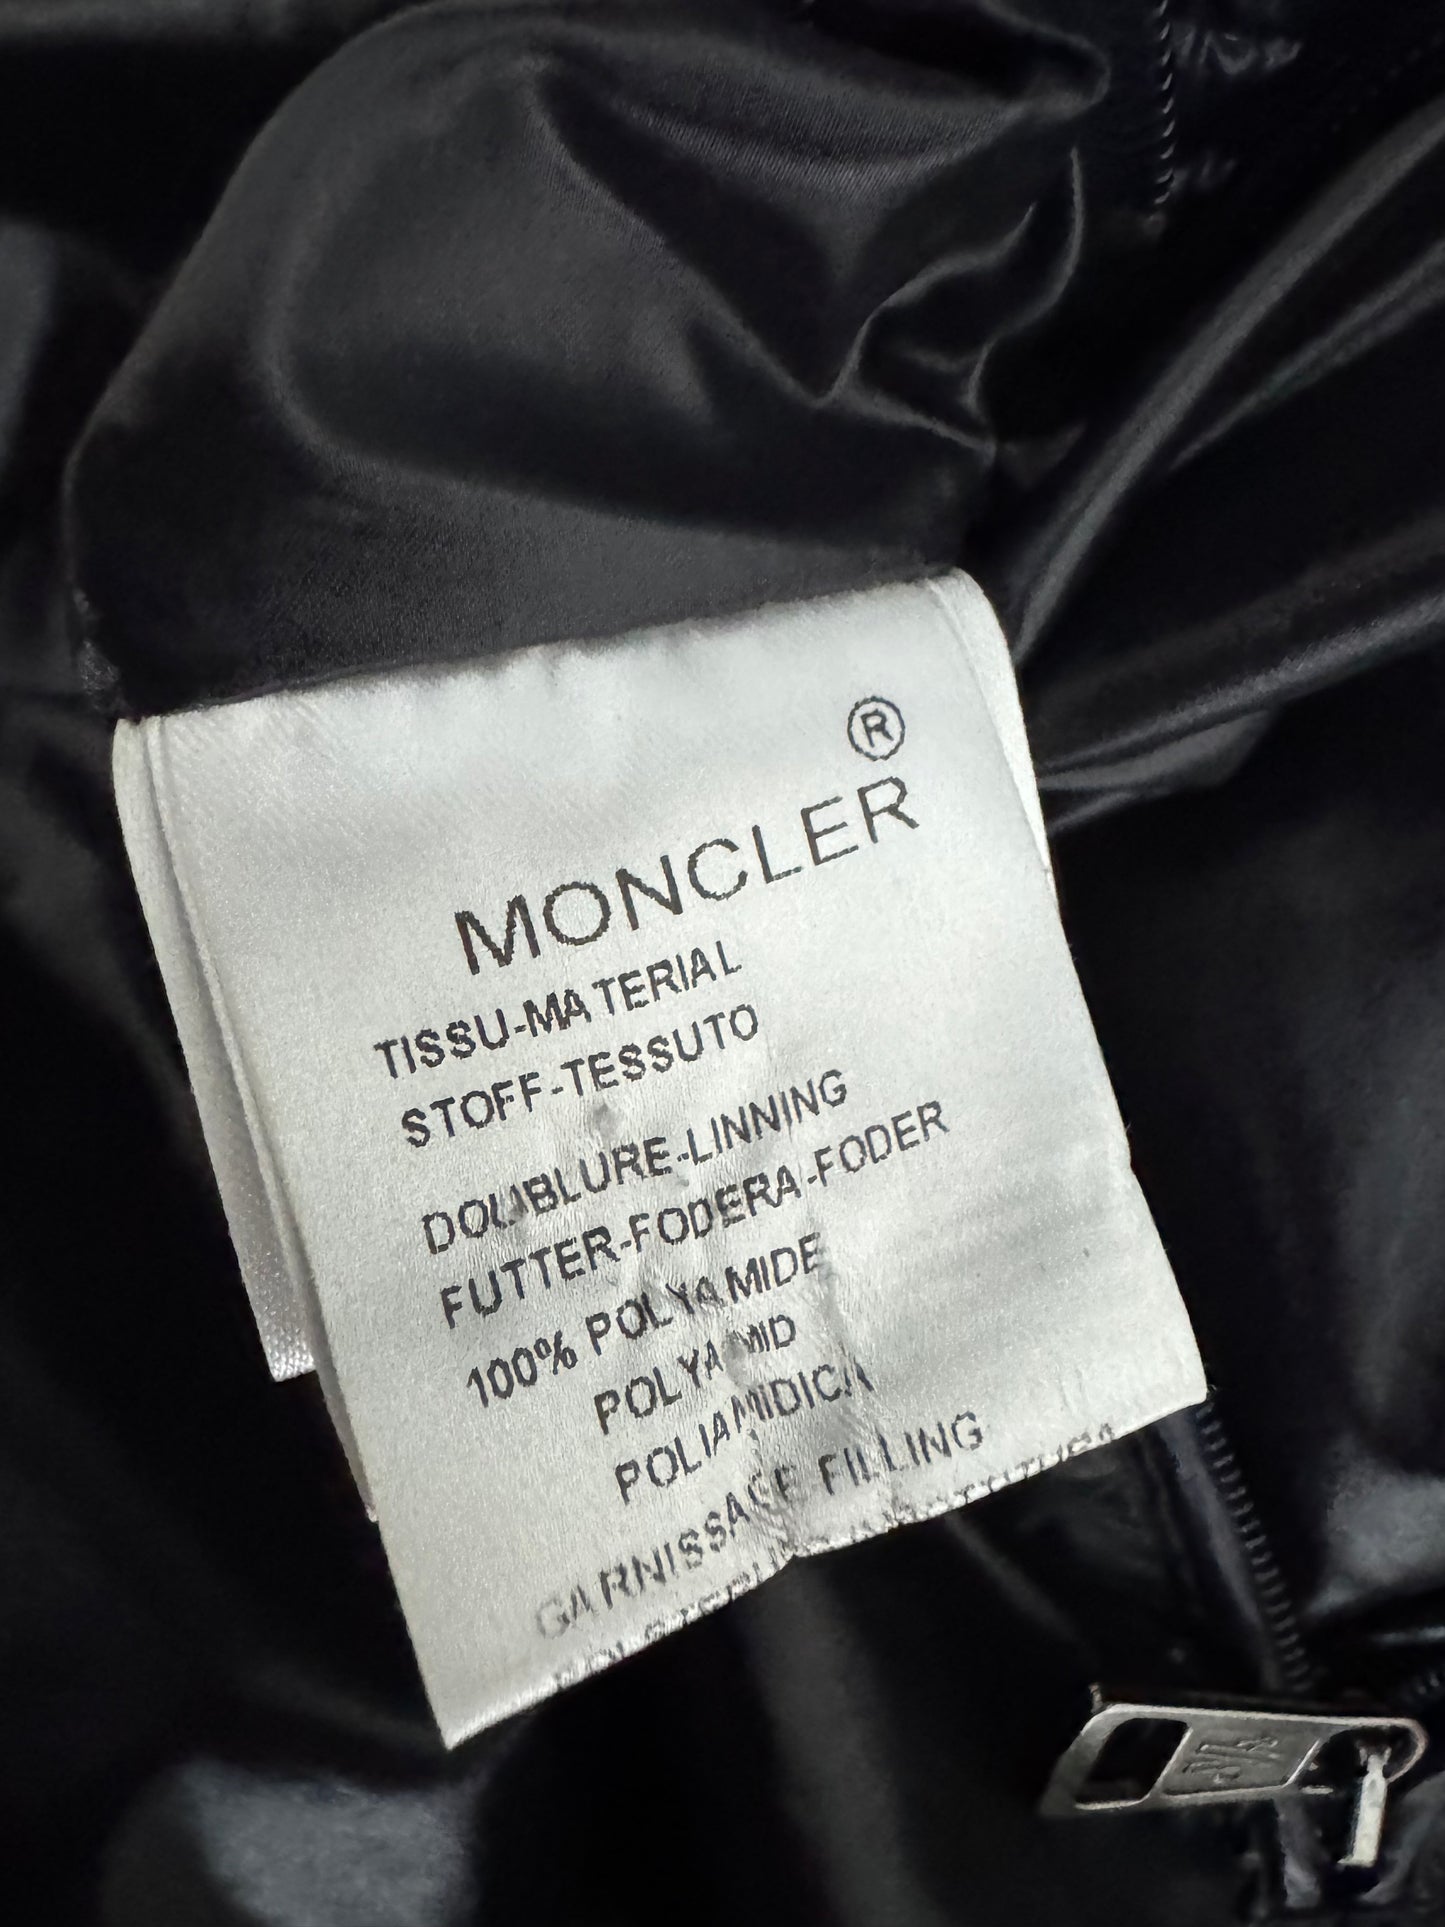 ®
MONCLER
TISSU-MATERIAL
STOFF-TESSUTO
DOUBLURE-LINNING
FUTTER-FODERA-FODER
100% POLYAMIDE
POLYAMID
POLIAMIDICA
GARNISSAGE FILLING